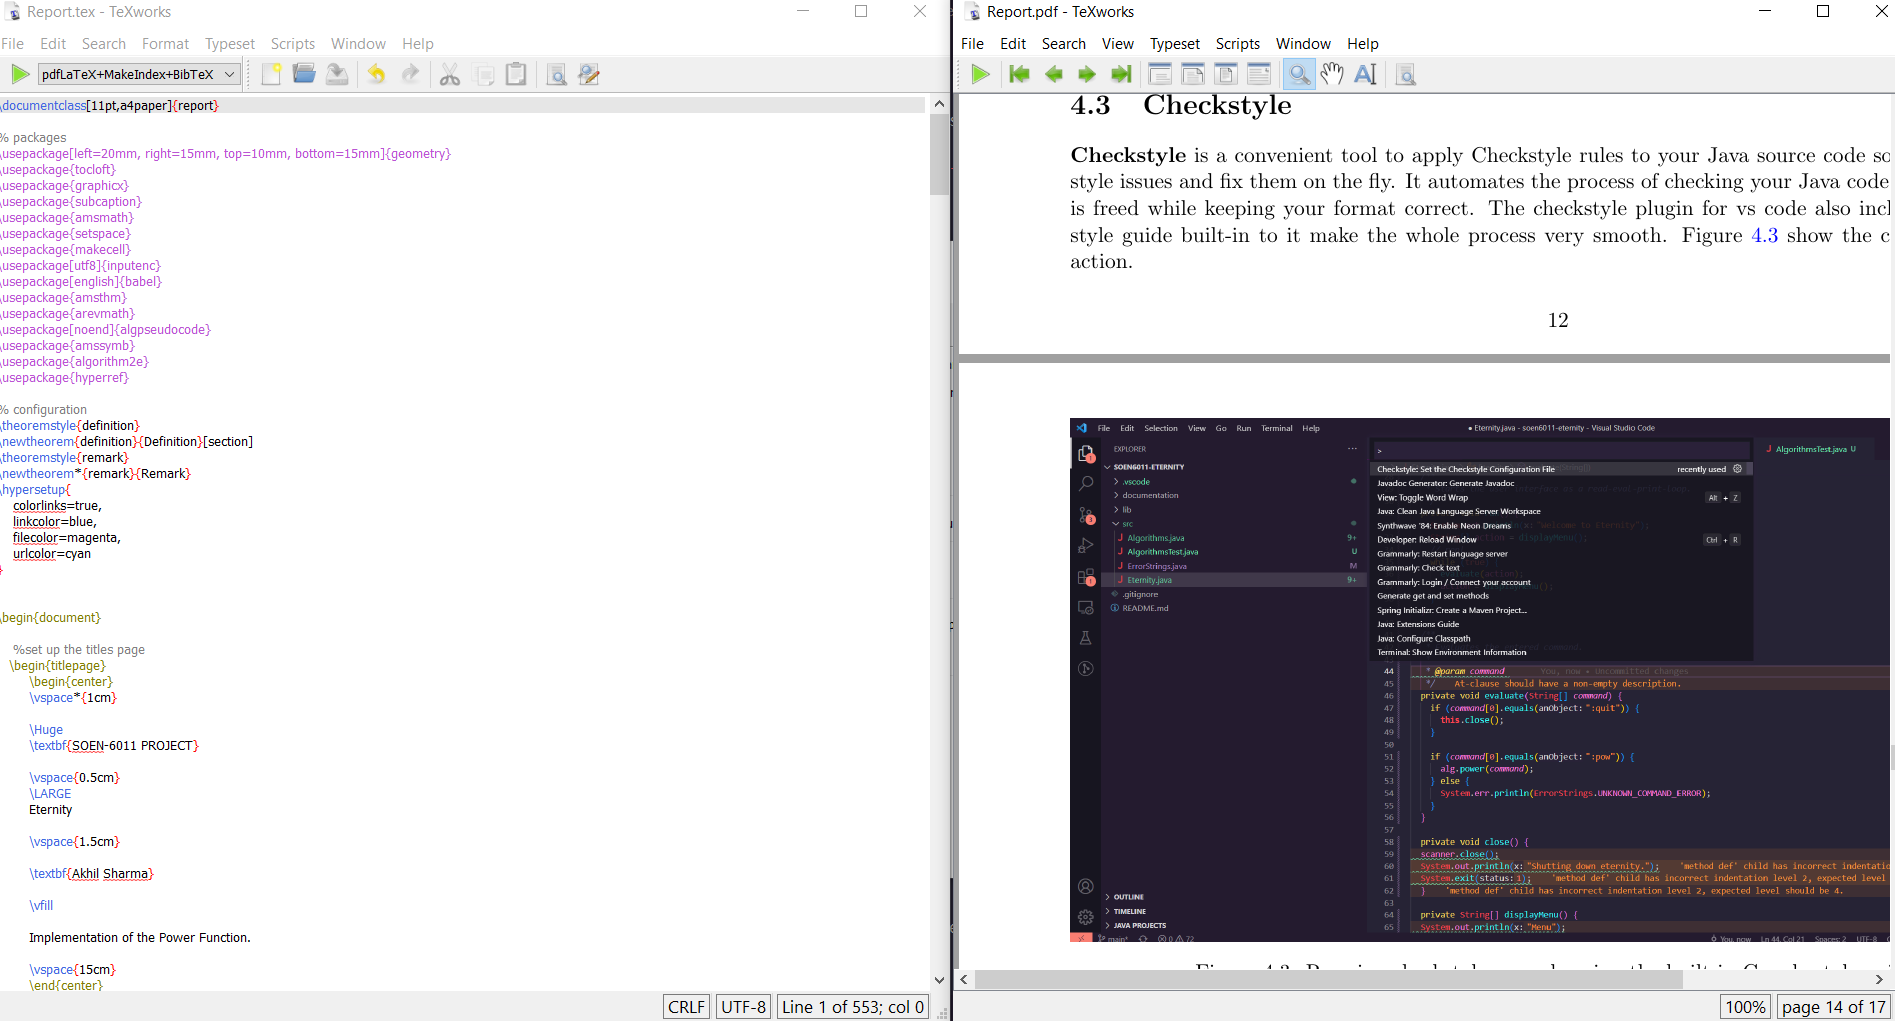 Report.tex - TeXworks
File Edit Search Format Typeset Scripts Window Help
pdfLaTeX+MakeIndex+BibTeX
\documentclass[11pt,a4paper]{report}
% packages
\usepackage[left=20mm, right=15mm, top=10mm, bottom=15mm]{geometry}
\usepackage{tocloft}
\usepackage{graphicx}
\usepackage{subcaption}
\usepackage{amsmath}
\usepackage{setspace}
\usepackage{makecell}
\usepackage[utf8]{inputenc}
\usepackage[english]{babel}
\usepackage{amsthm}
\usepackage{arevmath}
\usepackage[noend]{algpseudocode}
\usepackage{amssymb}
\usepackage{algorithm2e}
\usepackage{hyperref}
% configuration
\theoremstyle{definition}
\newtheorem{definition}{Definition}[section]
\theoremstyle{remark}
\newtheorem*{remark}{Remark}
\hypersetup{
colorlinks=true,
linkcolor=blue,
filecolor=magenta,
urlcolor=cyan
}
\begin{document}
%set up the titles page
\begin{titlepage}
\begin{center}
\vspace*{1cm}
\Huge
\textbf{SOEN-6011 PROJECT}
\vspace{0.5cm}
\LARGE
Eternity
\vspace{1.5cm}
\textbf{Akhil Sharma}
\vfill
Implementation of the Power Function.
\vspace{15cm}
\end{center}
CRLF UTF-8 Line 1 of 553; col 0
Report.pdf - TeXworks
File Edit Search View Typeset Scripts Window Help
4.3 Checkstyle
Checkstyle is a convenient tool to apply Checkstyle rules to your Java source code so
style issues and fix them on the fly. It automates the process of checking your Java code
is freed while keeping your format correct. The checkstyle plugin for vs code also incl
style guide built-in to it make the whole process very smooth. Figure 4.3 show the c
action.
12
File Edit Selection View Go Run Terminal Help
● Eternity.java - soen6011-eternity - Visual Studio Code
EXPLORER
SOEN6011-ETERNITY
.vscode
documentation
lib
src
Algorithms.java 9+
AlgorithmsTest.java U
ErrorStrings.java M
Eternity.java 9+
.gitignore
README.md
OUTLINE
TIMELINE
JAVA PROJECTS
AlgorithmsTest.java U
>
Checkstyle: Set the Checkstyle Configuration File recently used
Javadoc Generator: Generate Javadoc
View: Toggle Word Wrap Alt + Z
Java: Clean Java Language Server Workspace
Synthwave '84: Enable Neon Dreams
Developer: Reload Window Ctrl + R
Grammarly: Restart language server
Grammarly: Check text
Grammarly: Login / Connect your account
Generate get and set methods
Spring Initializr: Create a Maven Project...
Java: Extensions Guide
Java: Configure Classpath
Terminal: Show Environment Information
44 * @param command You, now • Uncommitted changes
45 */ At-clause should have a non-empty description.
46 private void evaluate(String[] command) {
47 if (command[0].equals(anObject: ":quit")) {
48 this.close();
49 }
50
51 if (command[0].equals(anObject: ":pow")) {
52 alg.power(command);
53 } else {
54 System.err.println(ErrorStrings.UNKNOWN_COMMAND_ERROR);
55 }
56 }
57
58 private void close() {
59 scanner.close();
60 System.out.println(x: "Shutting down eternity."); 'method def' child has incorrect indentatio
61 System.exit(status: 1); 'method def' child has incorrect indentation level 2, expected level
62 } 'method def' child has incorrect indentation level 2, expected level should be 4.
63
64 private String[] displayMenu() {
65 System.out.println(x: "Menu");
main* 0 72 You, now Ln 44, Col 21 Spaces: 2 UTF-8
100% page 14 of 17